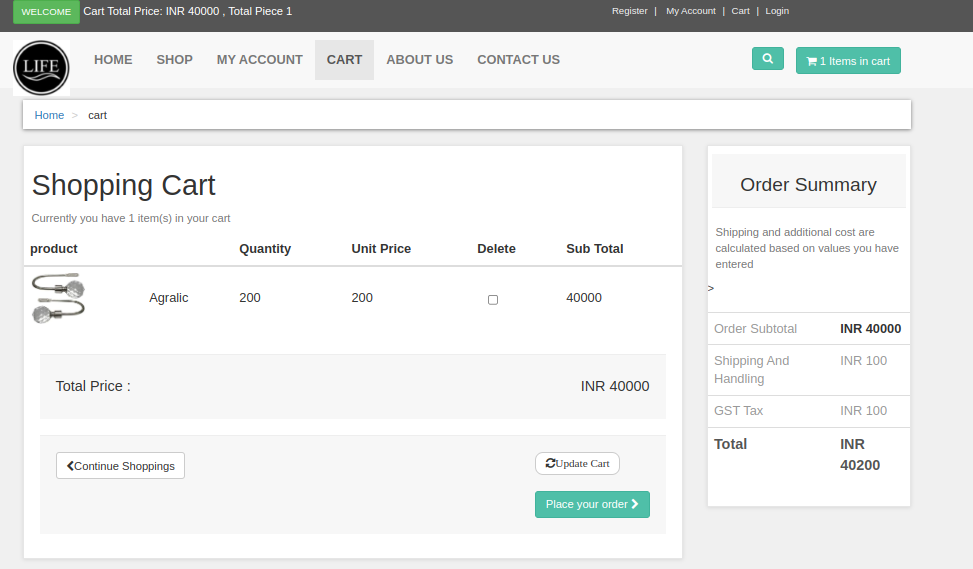 WELCOME Cart Total Price: INR 40000 , Total Piece 1
Register | My Account | Cart | Login
LIFE
HOME SHOP MY ACCOUNT CART ABOUT US CONTACT US
1 Items in cart
Home > cart
Shopping Cart
Currently you have 1 item(s) in your cart
product Quantity Unit Price Delete Sub Total
Agralic 200 200 40000
Total Price : INR 40000
Continue Shoppings
Update Cart
Place your order
Order Summary
Shipping and additional cost are
calculated based on values you have
entered
>
Order Subtotal INR 40000
Shipping And INR 100
Handling
GST Tax INR 100
Total INR
40200